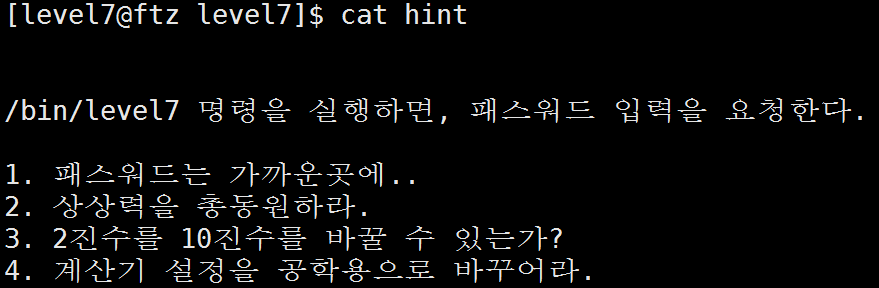 [level7@ftz level7]$ cat hint
/bin/level7 명령을 실행하면, 패스워드 입력을 요청한다.
1. 패스워드는 가까운곳에..
2. 상상력을 총동원하라.
3. 2진수를 10진수를 바꿀 수 있는가?
4. 계산기 설정을 공학용으로 바꾸어라.